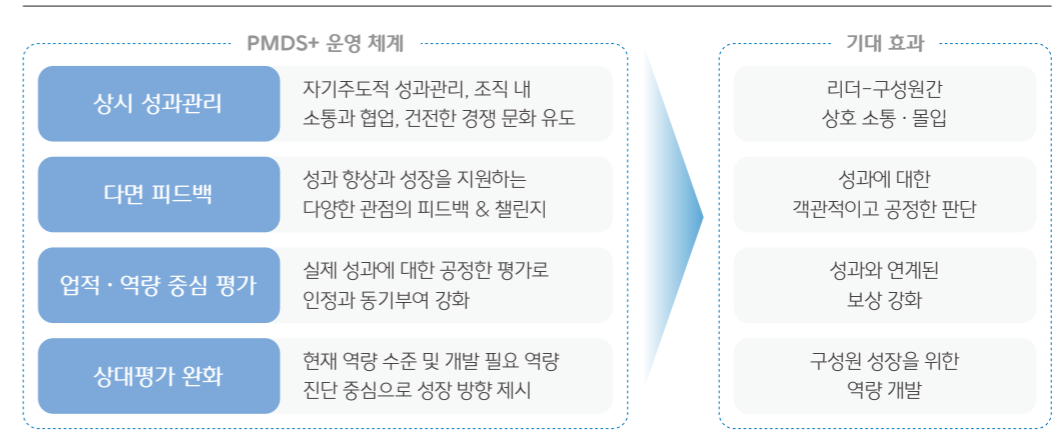 PMDS+ 운영 체계
상시 성과관리
자기주도적 성과관리, 조직 내
소통과 협업, 건전한 경쟁 문화 유도
다면 피드백
성과 향상과 성장을 지원하는
다양한 관점의 피드백 & 챌린지
업적 · 역량 중심 평가
실제 성과에 대한 공정한 평가로
인정과 동기부여 강화
상대평가 완화
현재 역량 수준 및 개발 필요 역량
진단 중심으로 성장 방향 제시
기대 효과
리더-구성원간
상호 소통 · 몰입
성과에 대한
객관적이고 공정한 판단
성과와 연계된
보상 강화
구성원 성장을 위한
역량 개발